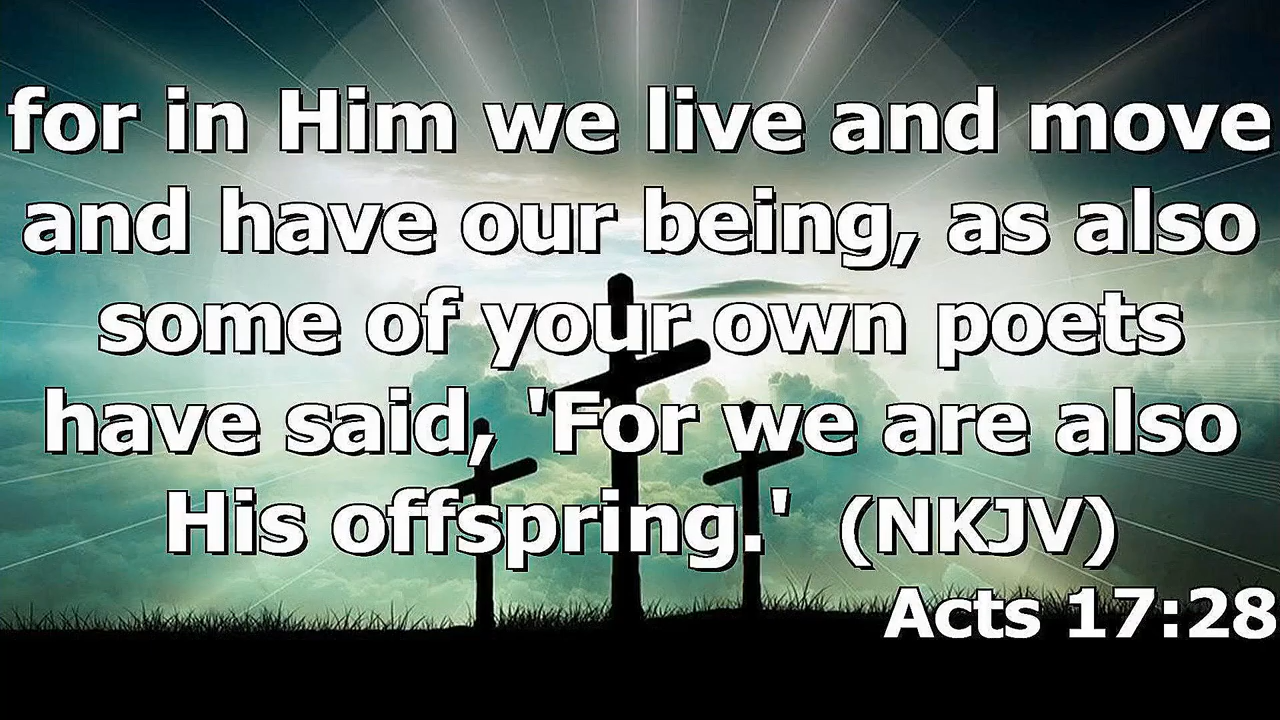 for in Him we live and move
and have our being, as also
some of your own poets
have said, 'For we are also
His offspring.' (NKJV)
Acts 17:28